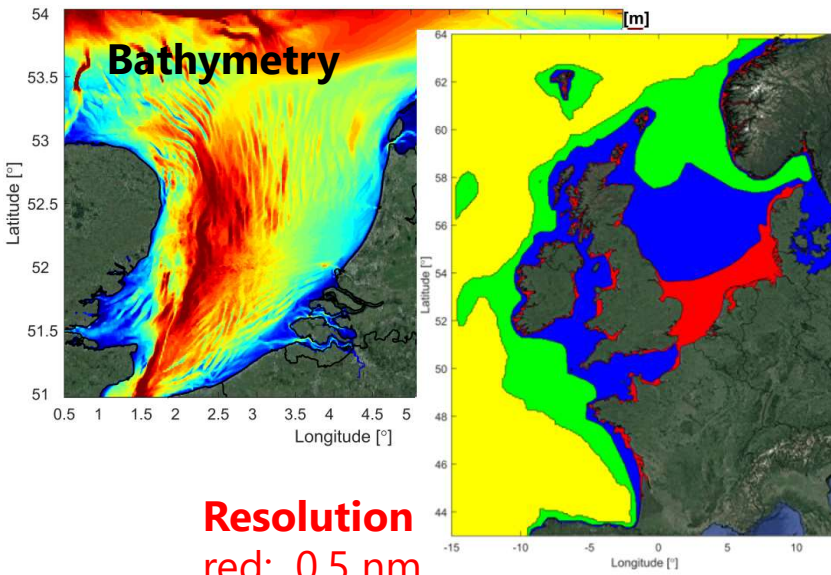 Bathymetry
[m]
54
53.5
53
52.5
52
51.5
51
Latitude [°]
0.5 1 1.5 2 2.5 3 3.5 4 4.5 5
Longitude [°]
64
62
60
58
56
54
52
50
48
46
44
Latitude [°]
-15 -10 -5 0 5 10
Longitude [°]
Resolution
red: 0.5 nm